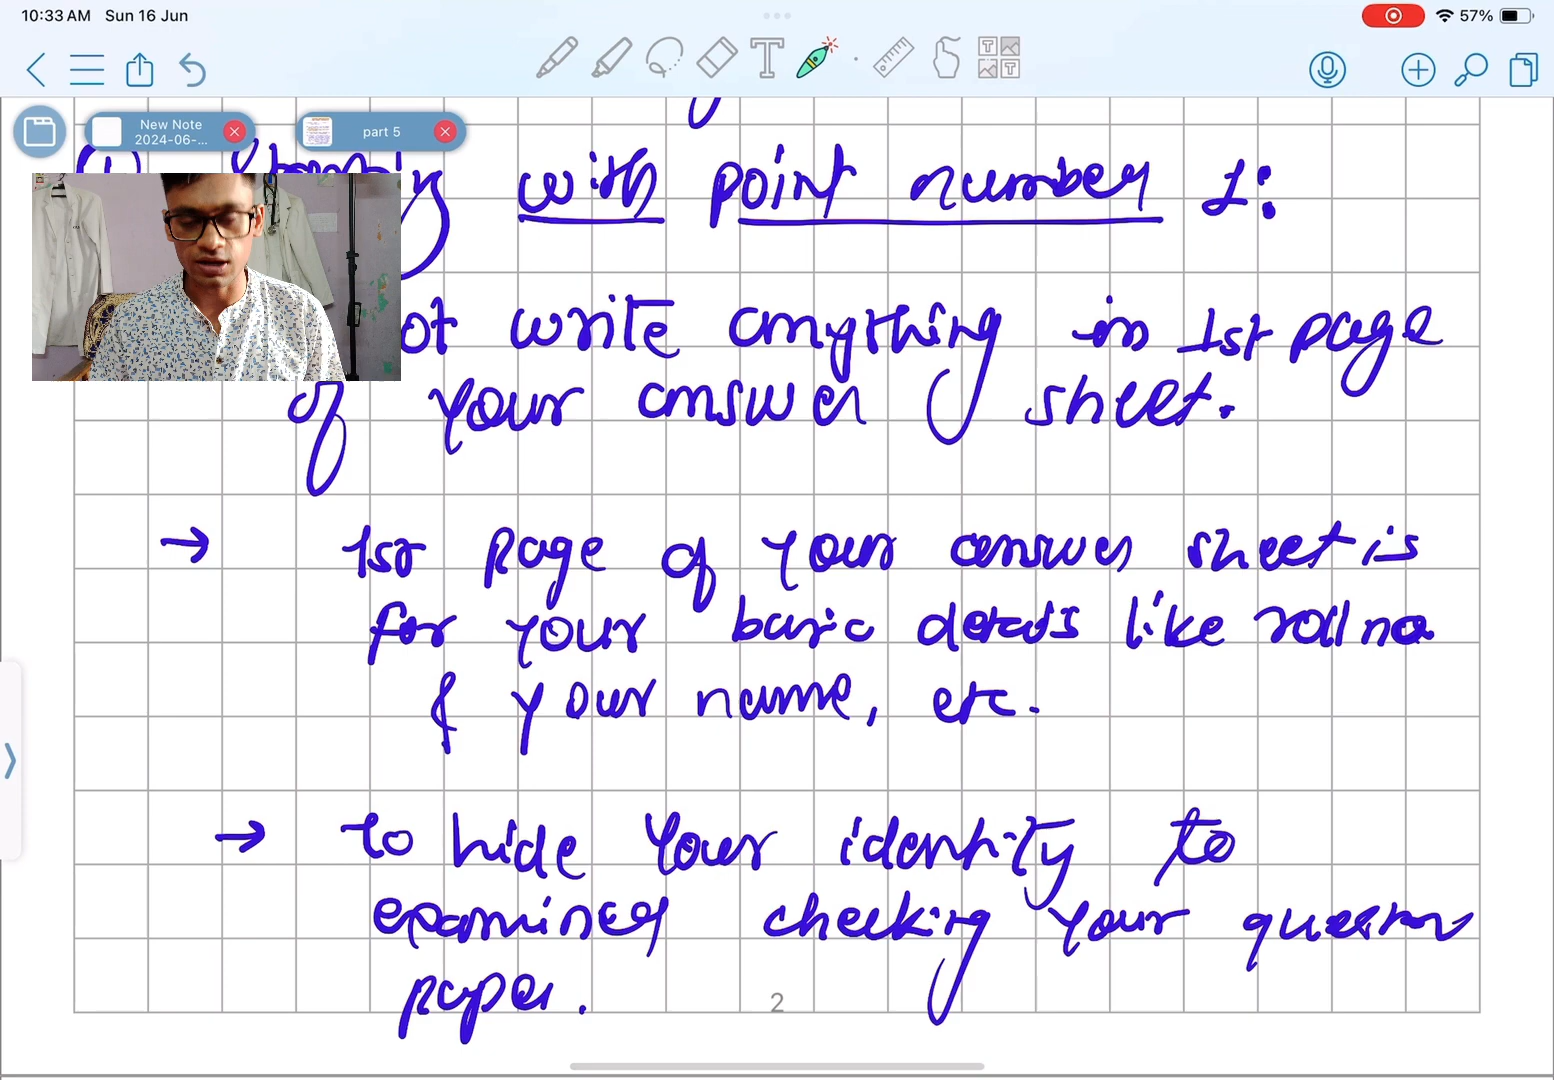 10:33 AM Sun 16 Jun
57%
New Note
2024-06-...
part 5
with point number 1:
ot write anything in 1st page
of your answer sheet.
→ 1st page of your answer sheet is
for your basic details like roll no
& your name, etc.
→ to hide your identity to
examiner checking your question
paper.
2